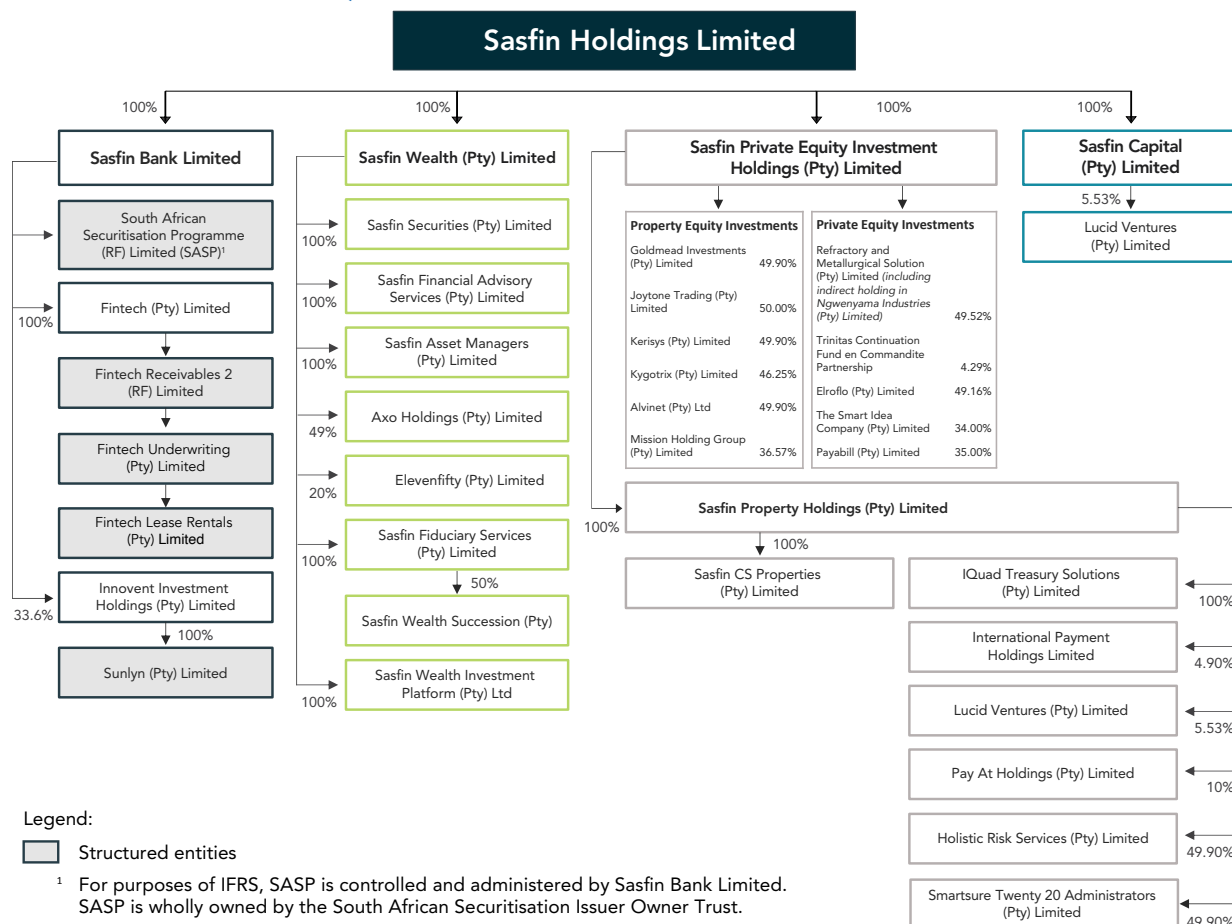 Sasfin Holdings Limited
100%
100%
100%
100%
Sasfin Bank Limited
South African
Securitisation Programme
(RF) Limited (SASP)¹
Fintech (Pty) Limited
100%
Fintech Receivables 2
(RF) Limited
Fintech Underwriting
(Pty) Limited
Fintech Lease Rentals
(Pty) Limited
Innovent Investment
Holdings (Pty) Limited
33.6%
100%
Sunlyn (Pty) Limited
Sasfin Wealth (Pty) Limited
Sasfin Securities (Pty) Limited
100%
Sasfin Financial Advisory
Services (Pty) Limited
100%
Sasfin Asset Managers
(Pty) Limited
100%
Axo Holdings (Pty) Limited
49%
Elevenfifty (Pty) Limited
20%
Sasfin Fiduciary Services
(Pty) Limited
100%
50%
Sasfin Wealth Succession (Pty)
Sasfin Wealth Investment
Platform (Pty) Ltd
100%
Sasfin Private Equity Investment
Holdings (Pty) Limited
Property Equity Investments
Goldmead Investments
(Pty) Limited 49.90%
Joytone Trading (Pty)
Limited 50.00%
Kerisys (Pty) Limited 49.90%
Kygotrix (Pty) Limited 46.25%
Alvinet (Pty) Ltd 49.90%
Mission Holding Group
(Pty) Limited 36.57%
Private Equity Investments
Refractory and
Metallurgical Solution
(Pty) Limited (including
indirect holding in
Ngwenyama Industries
(Pty) Limited) 49.52%
Trinitas Continuation
Fund en Commandite
Partnership 4.29%
Elroflo (Pty) Limited 49.16%
The Smart Idea
Company (Pty) Limited 34.00%
Payabill (Pty) Limited 35.00%
Sasfin Capital
(Pty) Limited
5.53%
Lucid Ventures
(Pty) Limited
Sasfin Property Holdings (Pty) Limited
100%
100%
Sasfin CS Properties
(Pty) Limited
IQuad Treasury Solutions
(Pty) Limited
100%
International Payment
Holdings Limited
4.90%
Lucid Ventures (Pty) Limited
5.53%
Pay At Holdings (Pty) Limited
10%
Holistic Risk Services (Pty) Limited
49.90%
Smartsure Twenty 20 Administrators
(Pty) Limited
49.90%
Legend:
Structured entities
¹ For purposes of IFRS, SASP is controlled and administered by Sasfin Bank Limited.
SASP is wholly owned by the South African Securitisation Issuer Owner Trust.